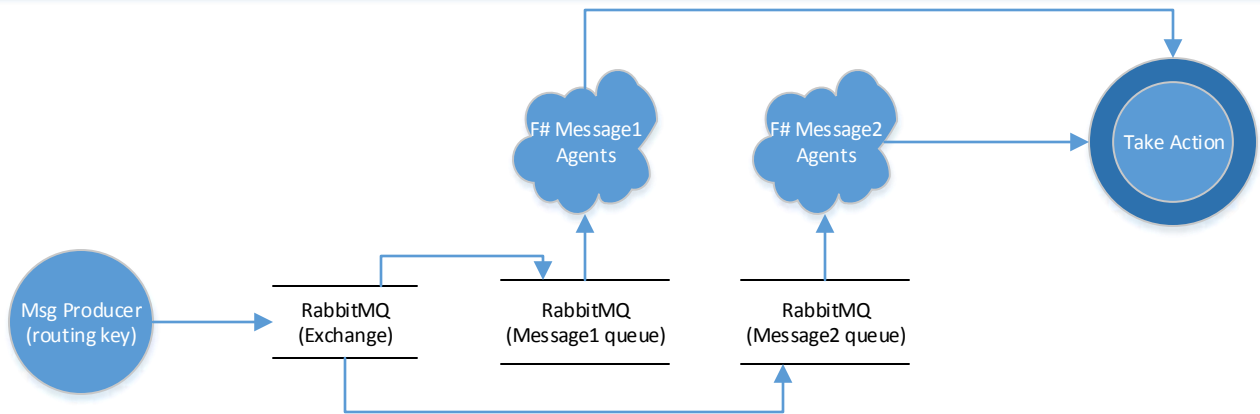 F# Message1
Agents
F# Message2
Agents
Take Action
Msg Producer
(routing key)
RabbitMQ
(Exchange)
RabbitMQ
(Message1 queue)
RabbitMQ
(Message2 queue)